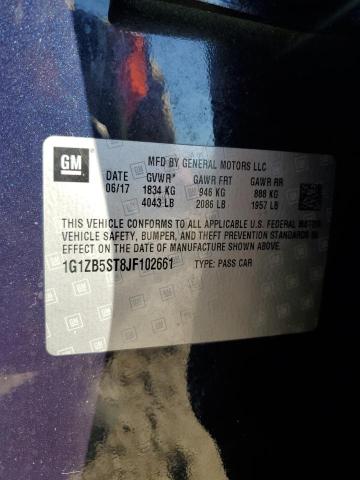 GM
MFD BY GENERAL MOTORS LLC
DATE GVWR* GAWR FRT GAWR RR
06/17 1834 KG 946 KG 888 KG
4043 LB 2086 LB 1957 LB
THIS VEHICLE CONFORMS TO ALL APPLICABLE U.S. FEDERAL MOTOR
VEHICLE SAFETY, BUMPER, AND THEFT PREVENTION STANDARDS IN
EFFECT ON THE DATE OF MANUFACTURE SHOWN ABOVE.
1G1ZB5ST8JF102661 TYPE: PASS CAR